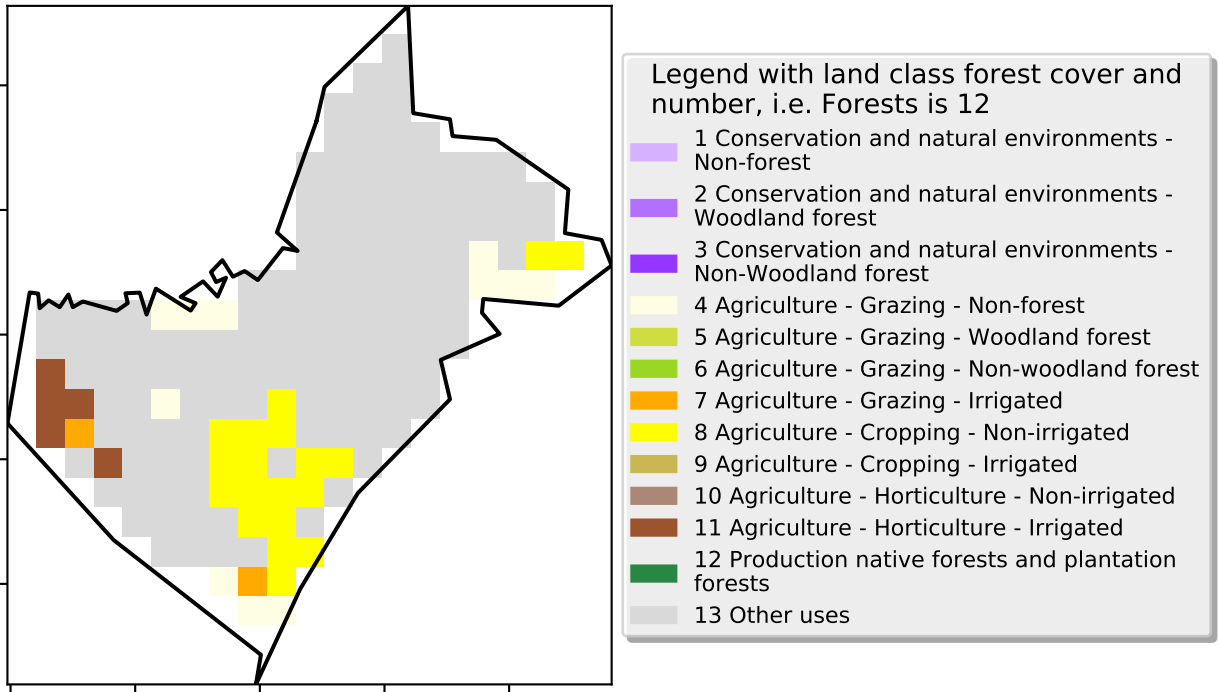 Legend with land class forest cover and
number, i.e. Forests is 12
1 Conservation and natural environments -
Non-forest
2 Conservation and natural environments -
Woodland forest
3 Conservation and natural environments -
Non-Woodland forest
4 Agriculture - Grazing - Non-forest
5 Agriculture - Grazing - Woodland forest
6 Agriculture - Grazing - Non-woodland forest
7 Agriculture - Grazing - Irrigated
8 Agriculture - Cropping - Non-irrigated
9 Agriculture - Cropping - Irrigated
10 Agriculture - Horticulture - Non-irrigated
11 Agriculture - Horticulture - Irrigated
12 Production native forests and plantation
forests
13 Other uses